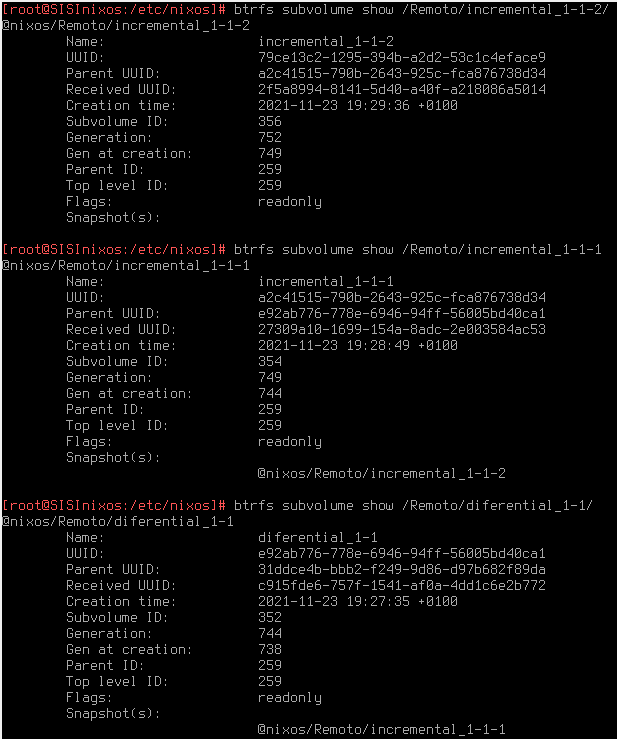 [root@SISInixos:/etc/nixos]# btrfs subvolume show /Remoto/incremental_1-1-2/
@nixos/Remoto/incremental_1-1-2
Name: incremental_1-1-2
UUID: 79ce13c2-1295-394b-a2d2-53c1c4eface9
Parent UUID: a2c41515-790b-2643-925c-fca876738d34
Received UUID: 2f5a8994-8141-5d40-a40f-a218086a5014
Creation time: 2021-11-23 19:29:36 +0100
Subvolume ID: 356
Generation: 752
Gen at creation: 749
Parent ID: 259
Top level ID: 259
Flags: readonly
Snapshot(s):
[root@SISInixos:/etc/nixos]# btrfs subvolume show /Remoto/incremental_1-1-1
@nixos/Remoto/incremental_1-1-1
Name: incremental_1-1-1
UUID: a2c41515-790b-2643-925c-fca876738d34
Parent UUID: e92ab776-778e-6946-94ff-56005bd40ca1
Received UUID: 27309a10-1699-154a-8adc-2e003584ac53
Creation time: 2021-11-23 19:28:49 +0100
Subvolume ID: 354
Generation: 749
Gen at creation: 744
Parent ID: 259
Top level ID: 259
Flags: readonly
Snapshot(s):
@nixos/Remoto/incremental_1-1-2
[root@SISInixos:/etc/nixos]# btrfs subvolume show /Remoto/diferential_1-1/
@nixos/Remoto/diferential_1-1
Name: diferential_1-1
UUID: e92ab776-778e-6946-94ff-56005bd40ca1
Parent UUID: 31ddce4b-bbb2-f249-9d86-d97b682f89da
Received UUID: c915fde6-757f-1541-af0a-4dd1c6e2b772
Creation time: 2021-11-23 19:27:35 +0100
Subvolume ID: 352
Generation: 744
Gen at creation: 738
Parent ID: 259
Top level ID: 259
Flags: readonly
Snapshot(s):
@nixos/Remoto/incremental_1-1-1